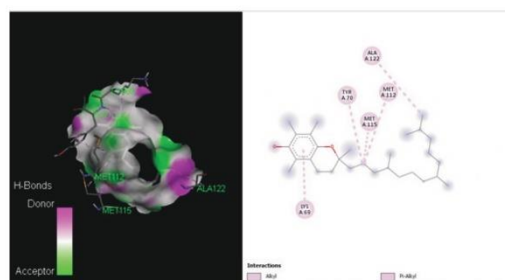 MET112
ALA122
MET115
H-Bonds
Donor
Acceptor
ALA
A:122
TYR
A:70
MET
A:112
MET
A:115
LYS
A:69
Interactions
Alkyl
Pi-Alkyl